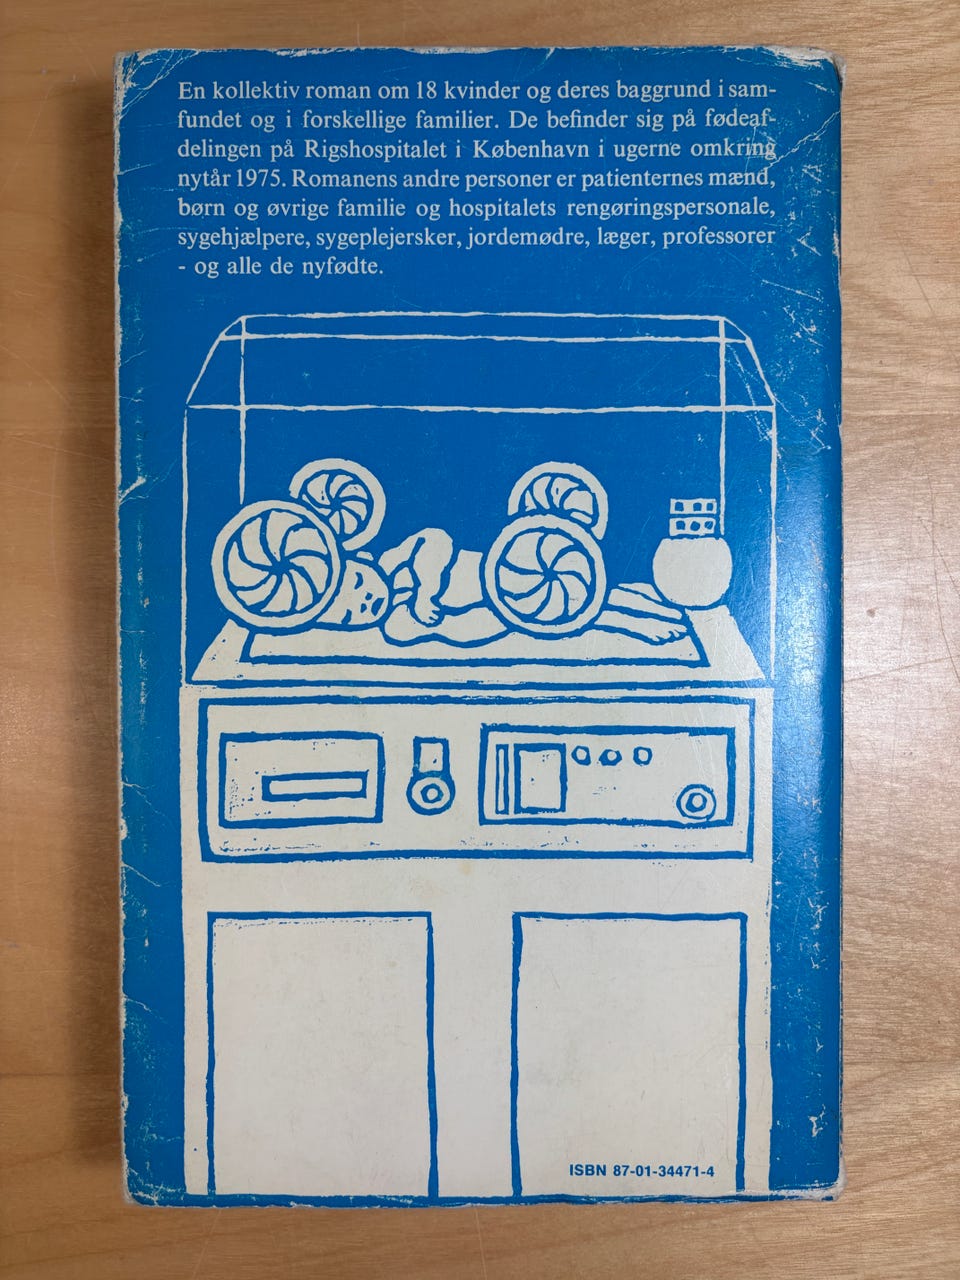 En kollektiv roman om 18 kvinder og deres baggrund i sam-
fundet og i forskellige familier. De befinder sig på fødeaf-
delingen på Rigshospitalet i København i ugerne omkring
nytår 1975. Romanens andre personer er patienternes mænd,
børn og øvrige familie og hospitalets rengøringspersonale,
sygehjælpere, sygeplejersker, jordemødre, læger, professorer
- og alle de nyfødte.
ISBN 87-01-34471-4